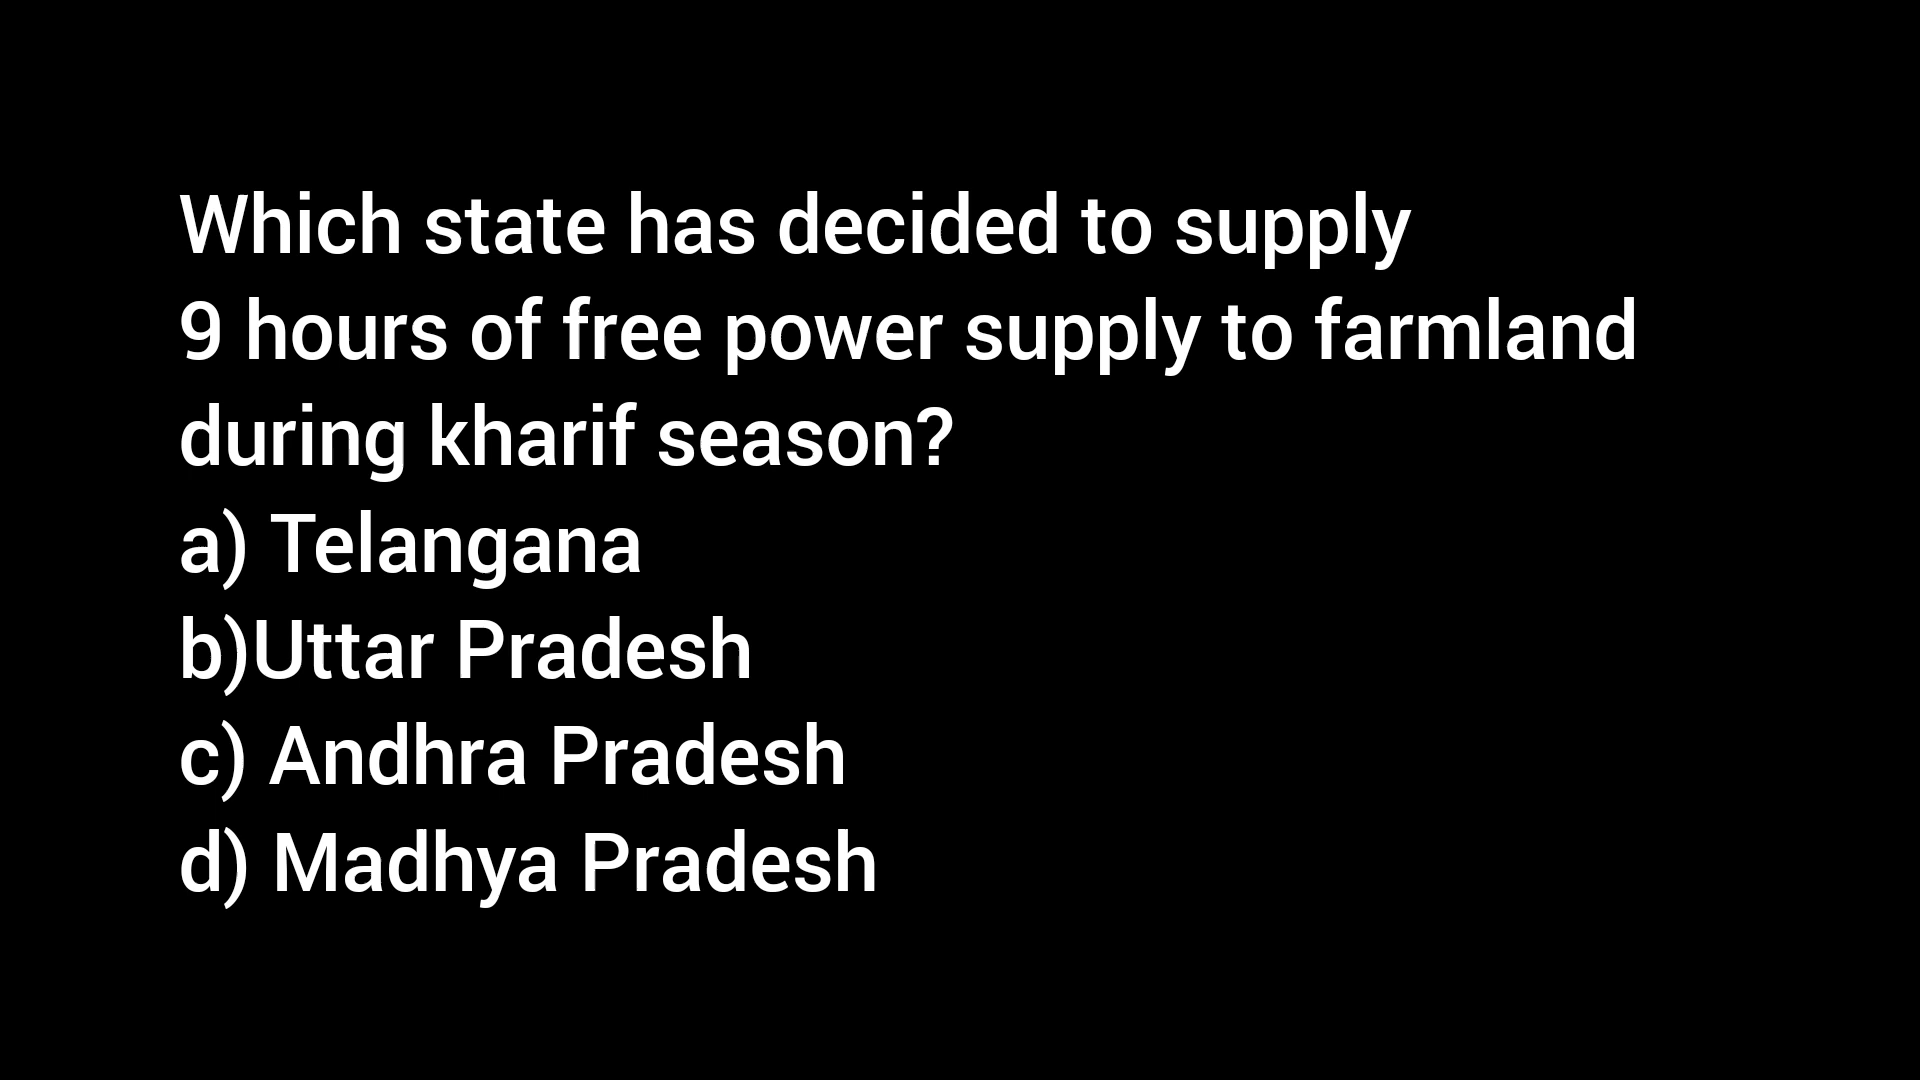 Which state has decided to supply
9 hours of free power supply to farmland
during kharif season?
a) Telangana
b)Uttar Pradesh
c) Andhra Pradesh
d) Madhya Pradesh